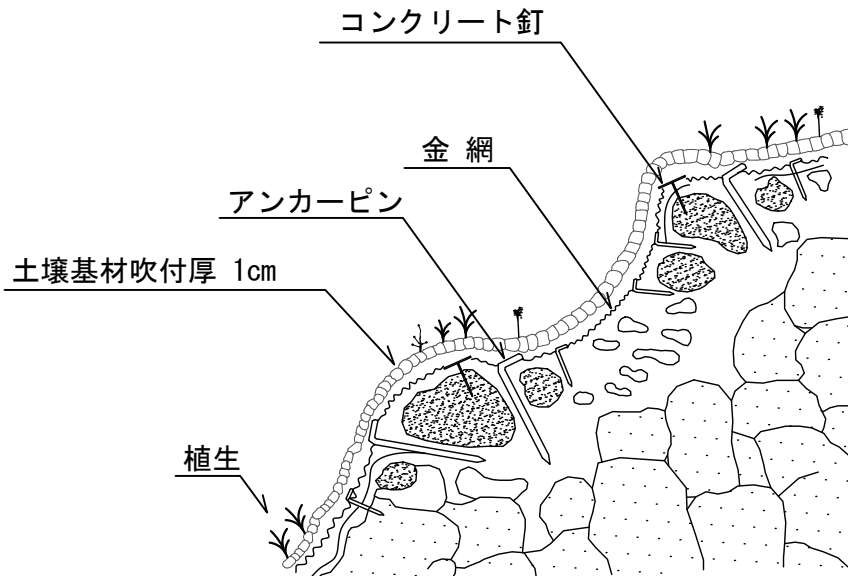 コンクリート釘
金 網
アンカーピン
土壌基材吹付厚 1cm
植生